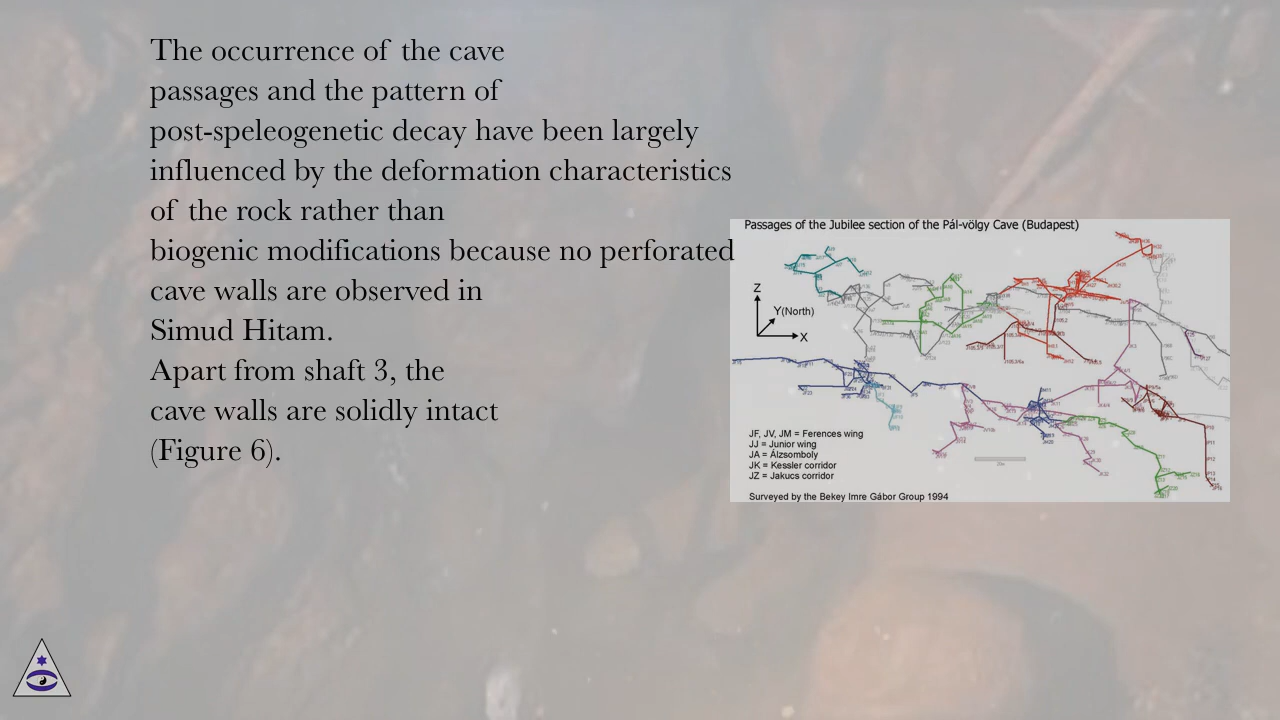 The occurrence of the cave
passages and the pattern of
post-speleogenetic decay have been largely
influenced by the deformation characteristics
of the rock rather than
biogenic modifications because no perforated
cave walls are observed in
Simud Hitam.
Apart from shaft 3, the
cave walls are solidly intact
(Figure 6).
Passages of the Jubilee section of the Pál-völgy Cave (Budapest)
Z
Y(North)
X
JF, JV, JM = Ferences wing
JJ = Junior wing
JA = Álzsomboly
JK = Kessler corridor
JZ = Jakucs corridor
Surveyed by the Bekey Imre Gábor Group 1994